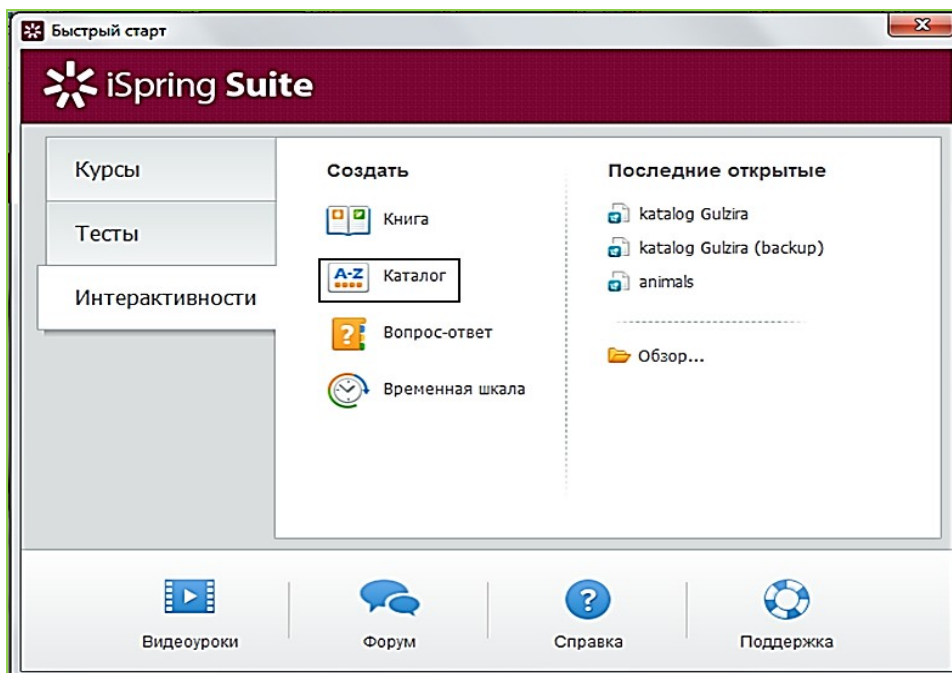 Быстрый старт
iSpring Suite
Курсы
Тесты
Интерактивности
Создать
Книга
A-Z
Каталог
?
Вопрос-ответ
Временная шкала
Последние открытые
katalog Gulzira
katalog Gulzira (backup)
animals
Обзор...
Видеоуроки
Форум
?
Справка
Поддержка